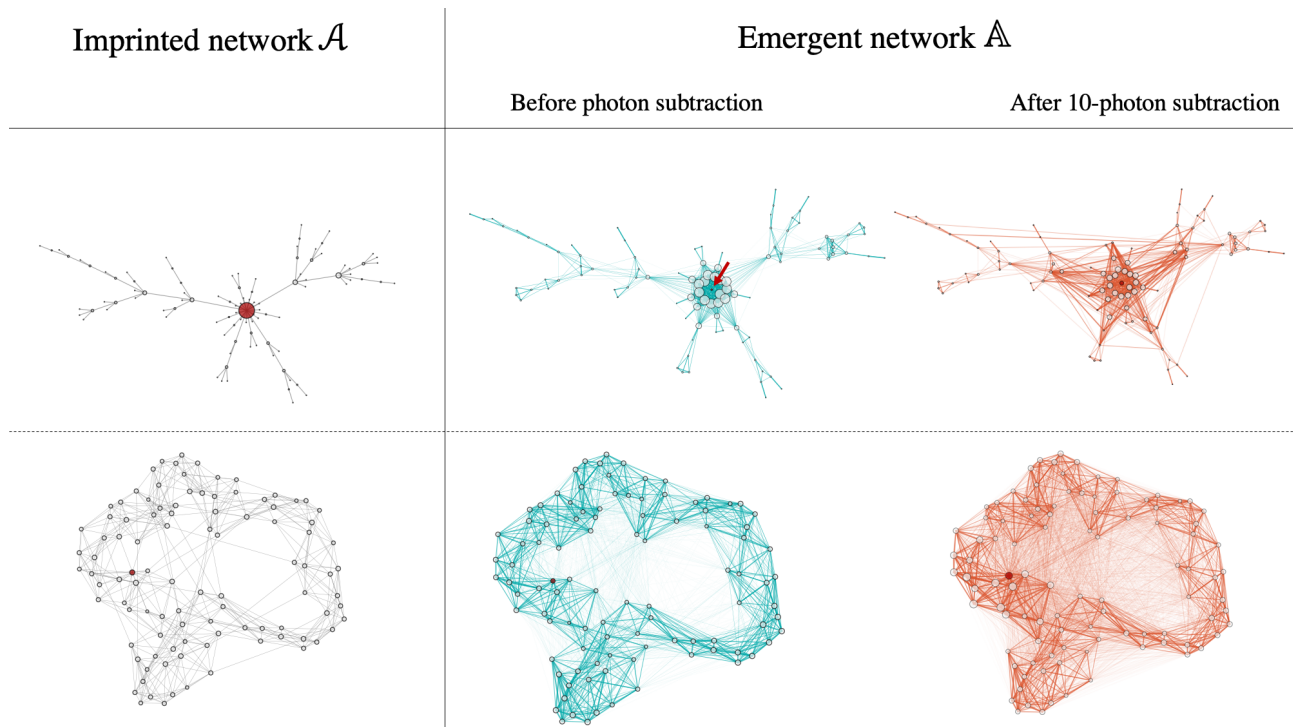 Imprinted network 𝒜
Emergent network 𝔸
Before photon subtraction
After 10-photon subtraction